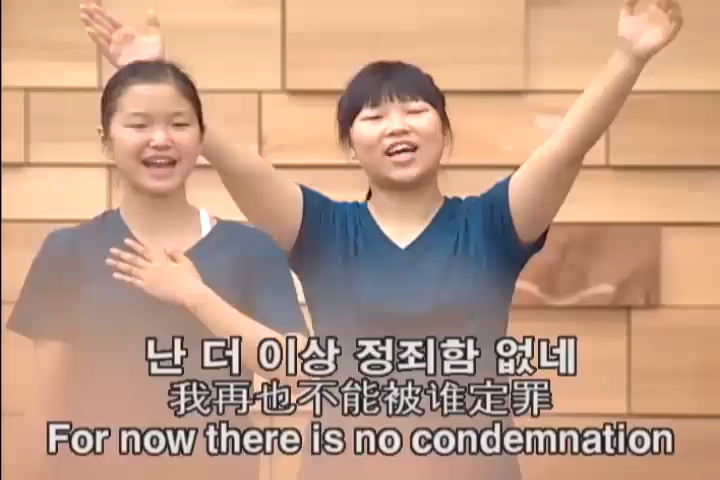 난 더 이상 정죄함 없네
我再也不能被谁定罪
For now there is no condemnation